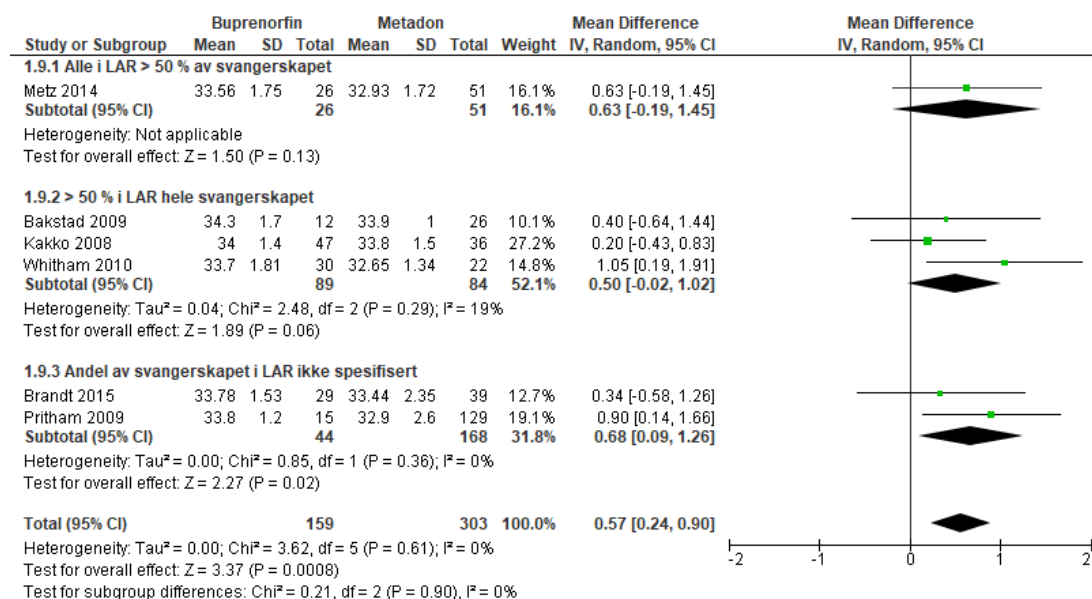 Buprenorfin Metadon Mean Difference Mean Difference
Study or Subgroup Mean SD Total Mean SD Total Weight IV, Random, 95% CI IV, Random, 95% CI
1.9.1 Alle i LAR > 50 % av svangerskapet
Metz 2014 33.56 1.75 26 32.93 1.72 51 16.1% 0.63 [-0.19, 1.45]
Subtotal (95% CI) 26 51 16.1% 0.63 [-0.19, 1.45]
Heterogeneity: Not applicable
Test for overall effect: Z = 1.50 (P = 0.13)
1.9.2 > 50 % i LAR hele svangerskapet
Bakstad 2009 34.3 1.7 12 33.9 1 26 10.1% 0.40 [-0.64, 1.44]
Kakko 2008 34 1.4 47 33.8 1.5 36 27.2% 0.20 [-0.43, 0.83]
Whitham 2010 33.7 1.81 30 32.65 1.34 22 14.8% 1.05 [0.19, 1.91]
Subtotal (95% CI) 89 84 52.1% 0.50 [-0.02, 1.02]
Heterogeneity: Tau² = 0.04; Chi² = 2.48, df = 2 (P = 0.29); I² = 19%
Test for overall effect: Z = 1.89 (P = 0.06)
1.9.3 Andel av svangerskapet i LAR ikke spesifisert
Brandt 2015 33.78 1.53 29 33.44 2.35 39 12.7% 0.34 [-0.58, 1.26]
Pritham 2009 33.8 1.2 15 32.9 2.6 129 19.1% 0.90 [0.14, 1.66]
Subtotal (95% CI) 44 168 31.8% 0.68 [0.09, 1.26]
Heterogeneity: Tau² = 0.00; Chi² = 0.85, df = 1 (P = 0.36); I² = 0%
Test for overall effect: Z = 2.27 (P = 0.02)
Total (95% CI) 159 303 100.0% 0.57 [0.24, 0.90]
Heterogeneity: Tau² = 0.00; Chi² = 3.62, df = 5 (P = 0.61); I² = 0%
Test for overall effect: Z = 3.37 (P = 0.0008)
Test for subgroup differences: Chi² = 0.21, df = 2 (P = 0.90), I² = 0%
-2 -1 0 1 2